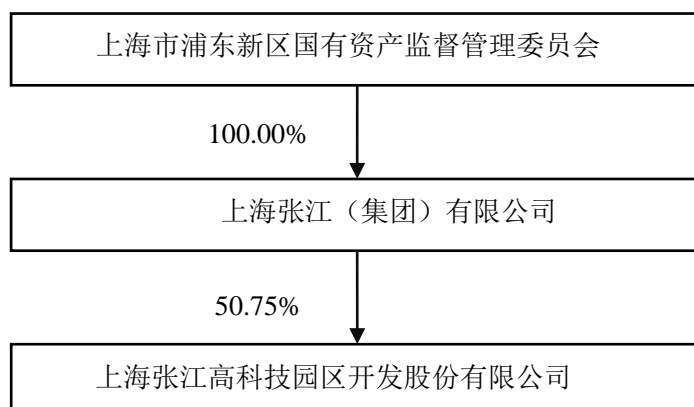 上海市浦东新区国有资产监督管理委员会
100.00%
上海张江（集团）有限公司
50.75%
上海张江高科技园区开发股份有限公司